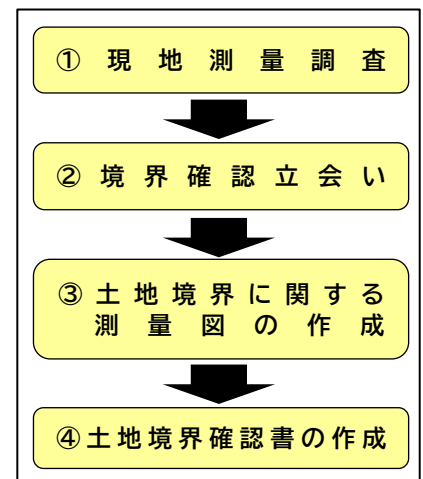 ① 現地測量調査
② 境界確認立会い
③ 土地境界に関する
測量図の作成
④ 土地境界確認書の作成